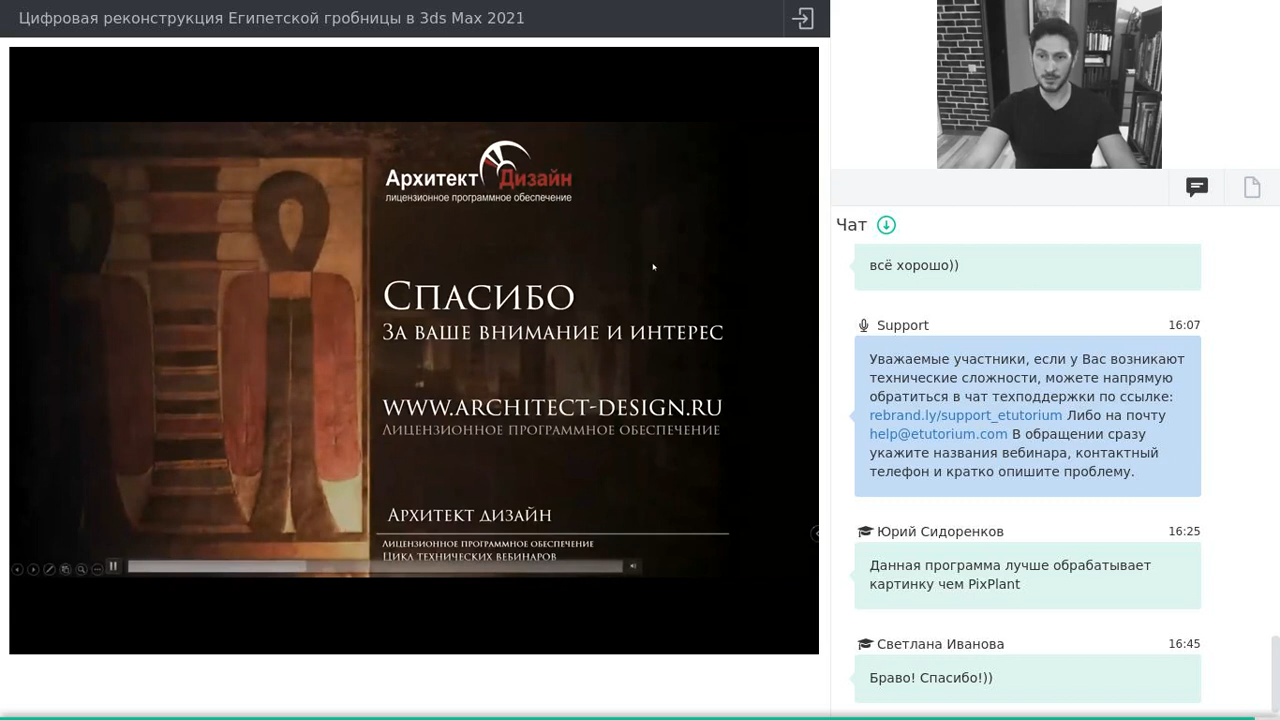 Цифровая реконструкция Египетской гробницы в 3ds Max 2021
Архитект Дизайн
лицензионное программное обеспечение
Спасибо
За ваше внимание и интерес
www.architect-design.ru
Лицензионное программное обеспечение
Архитект дизайн
Лицензионное программное обеспечение
Цикл технических вебинаров
Чат
всё хорошо))
Support 16:07
Уважаемые участники, если у Вас возникают
технические сложности, можете напрямую
обратиться в чат техподдержки по ссылке:
rebrand.ly/support_etutorium Либо на почту
help@etutorium.com В обращении сразу
укажите названия вебинара, контактный
телефон и кратко опишите проблему.
Юрий Сидоренков 16:25
Данная программа лучше обрабатывает
картинку чем PixPlant
Светлана Иванова 16:45
Браво! Спасибо!))